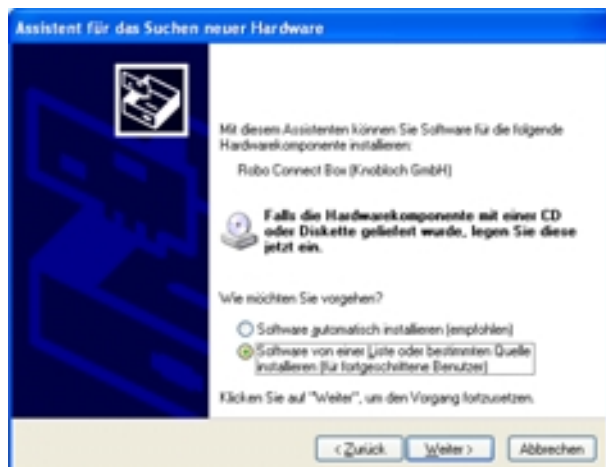 Assistent für das Suchen neuer Hardware
Mit diesem Assistenten können Sie Software für die folgende
Hardwarekomponente installieren:
Robo Connect Box (Knobloch GmbH)
Falls die Hardwarekomponente mit einer CD
oder Diskette geliefert wurde, legen Sie diese
jetzt ein.
Wie möchten Sie vorgehen?
Software automatisch installieren (empfohlen)
Software von einer Liste oder bestimmten Quelle
installieren (für fortgeschrittene Benutzer)
Klicken Sie auf "Weiter", um den Vorgang fortzusetzen.
< Zurück Weiter > Abbrechen